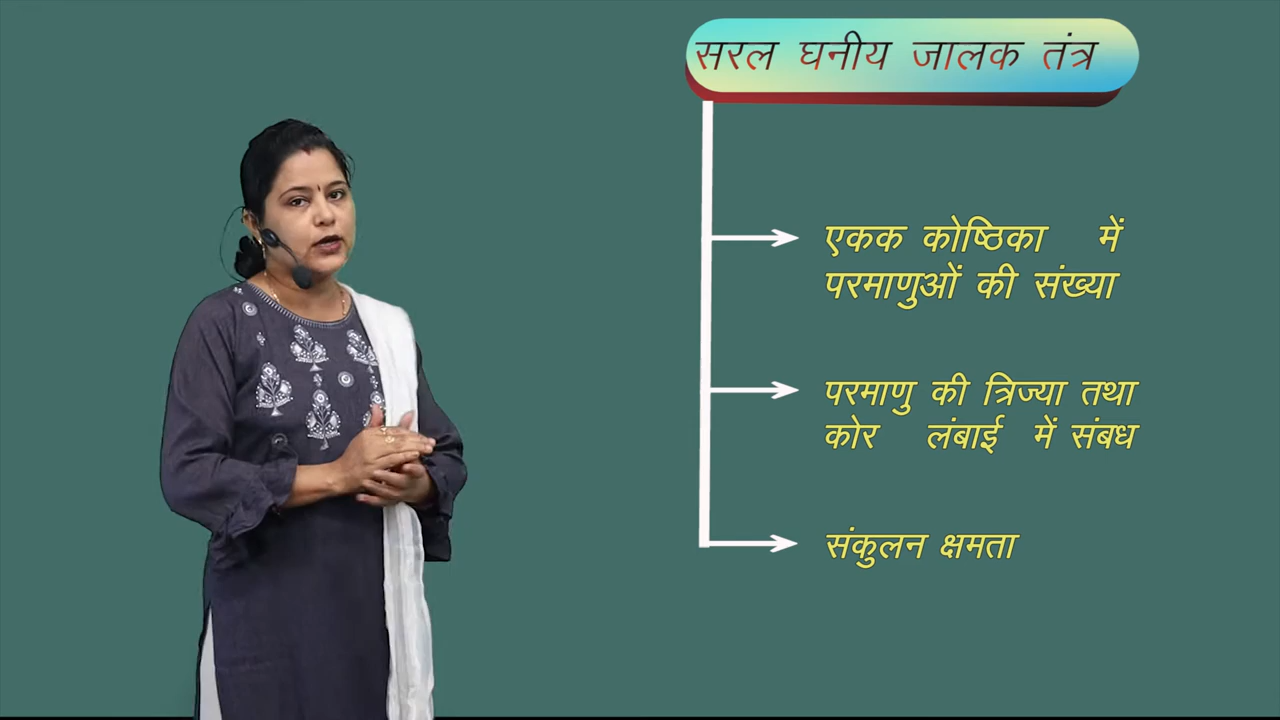 सरल घनीय जालक तंत्र
एकक कोष्ठिका में
परमाणुओं की संख्या
परमाणु की त्रिज्या तथा
कोर लंबाई में संबध
संकुलन क्षमता